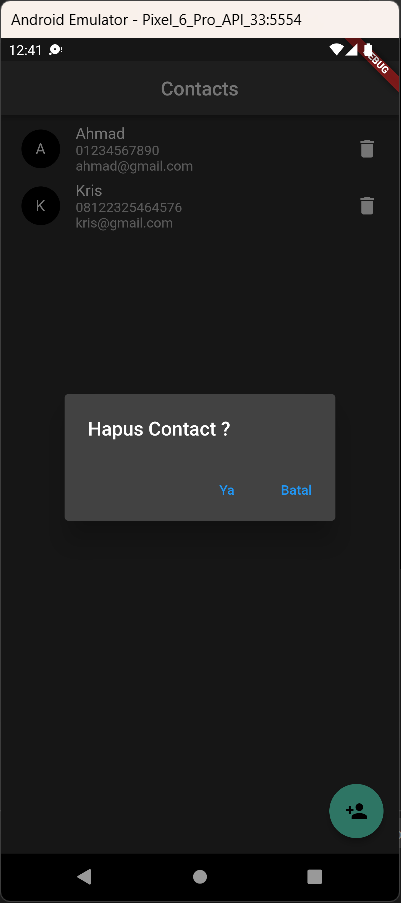 Android Emulator - Pixel_6_Pro_API_33:5554
12:41
DEBUG
Contacts
A
Ahmad
01234567890
ahmad@gmail.com
K
Kris
08122325464576
kris@gmail.com
Hapus Contact ?
Ya Batal